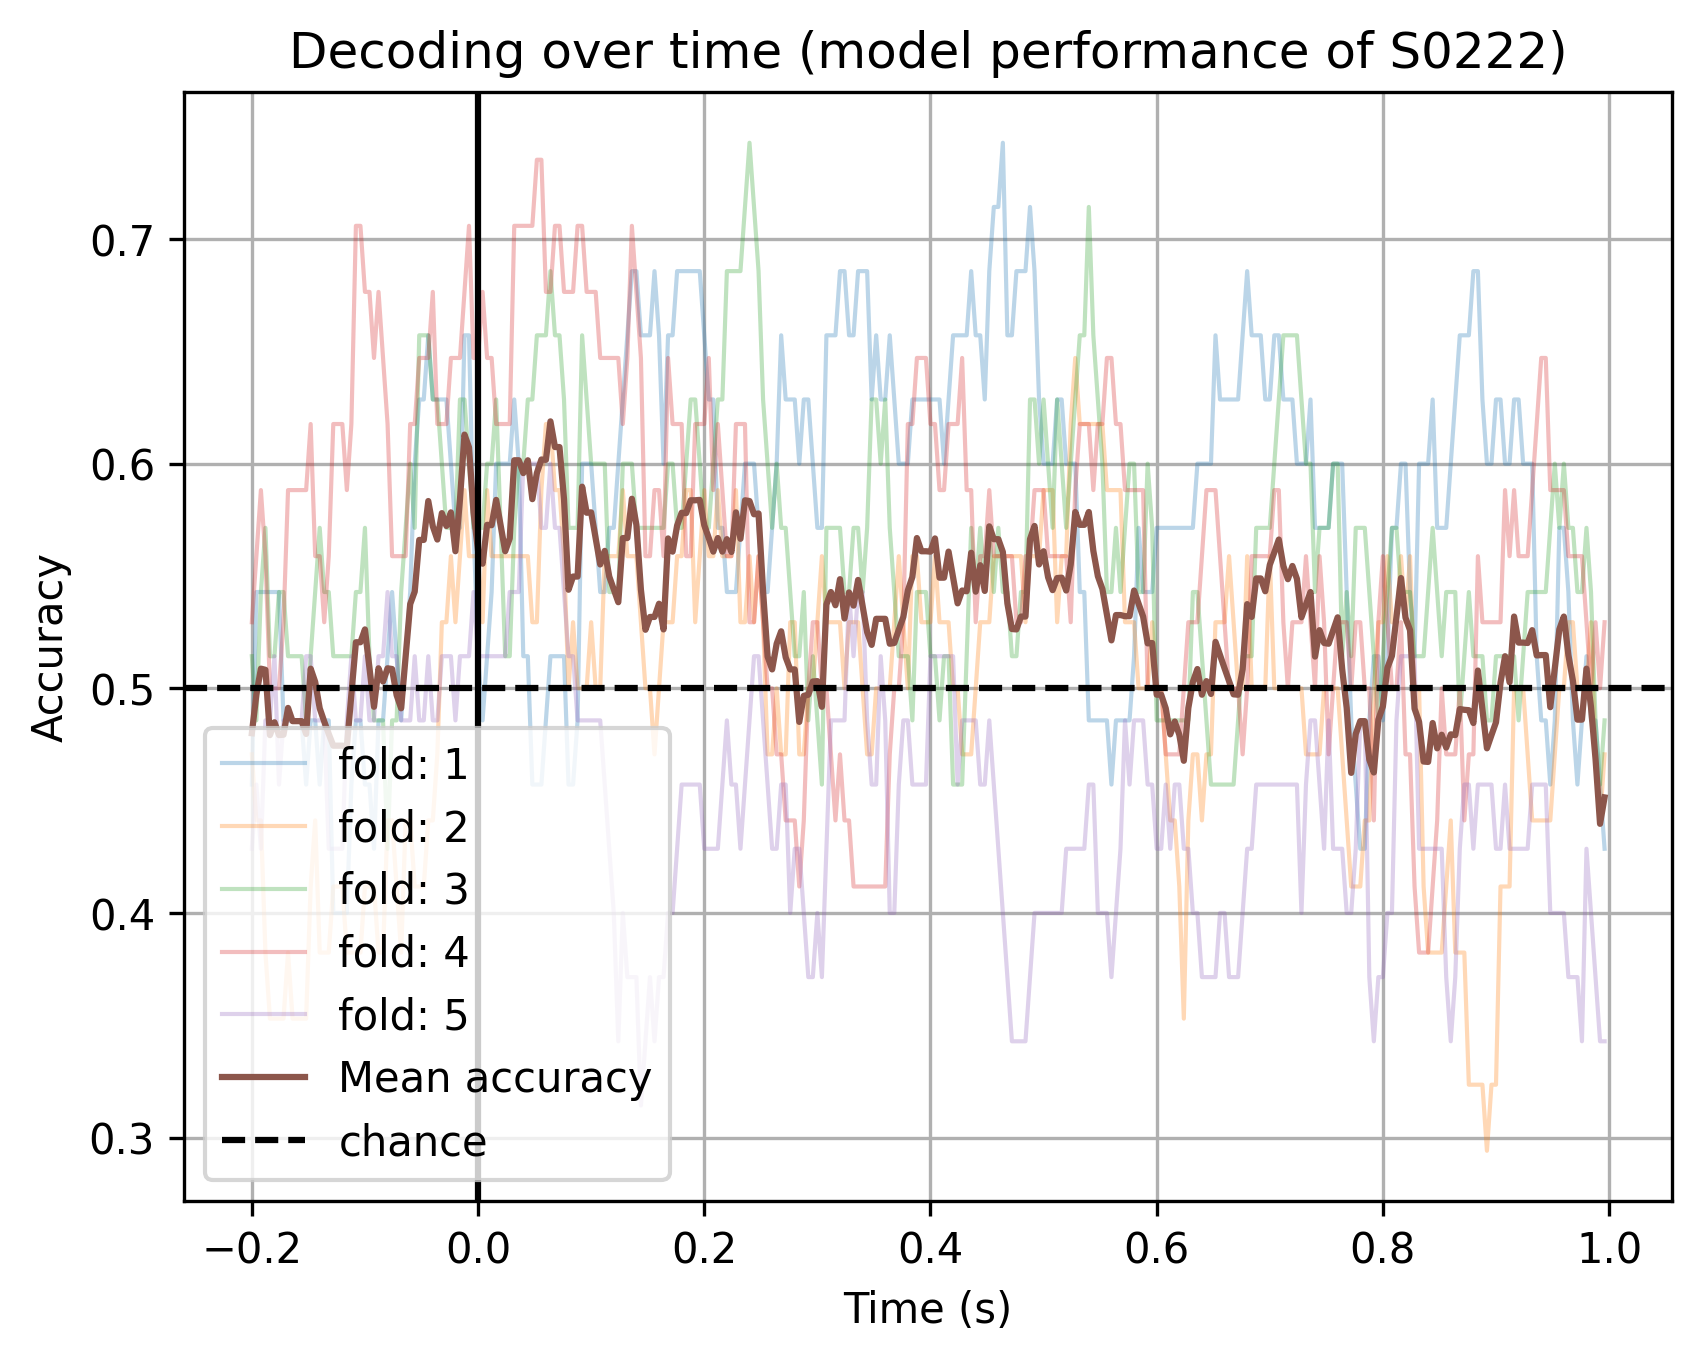 Decoding over time (model performance of S0222)
Accuracy
0.7
0.6
0.5
0.4
0.3
fold: 1
fold: 2
fold: 3
fold: 4
fold: 5
Mean accuracy
chance
−0.2 0.0 0.2 0.4 0.6 0.8 1.0
Time (s)